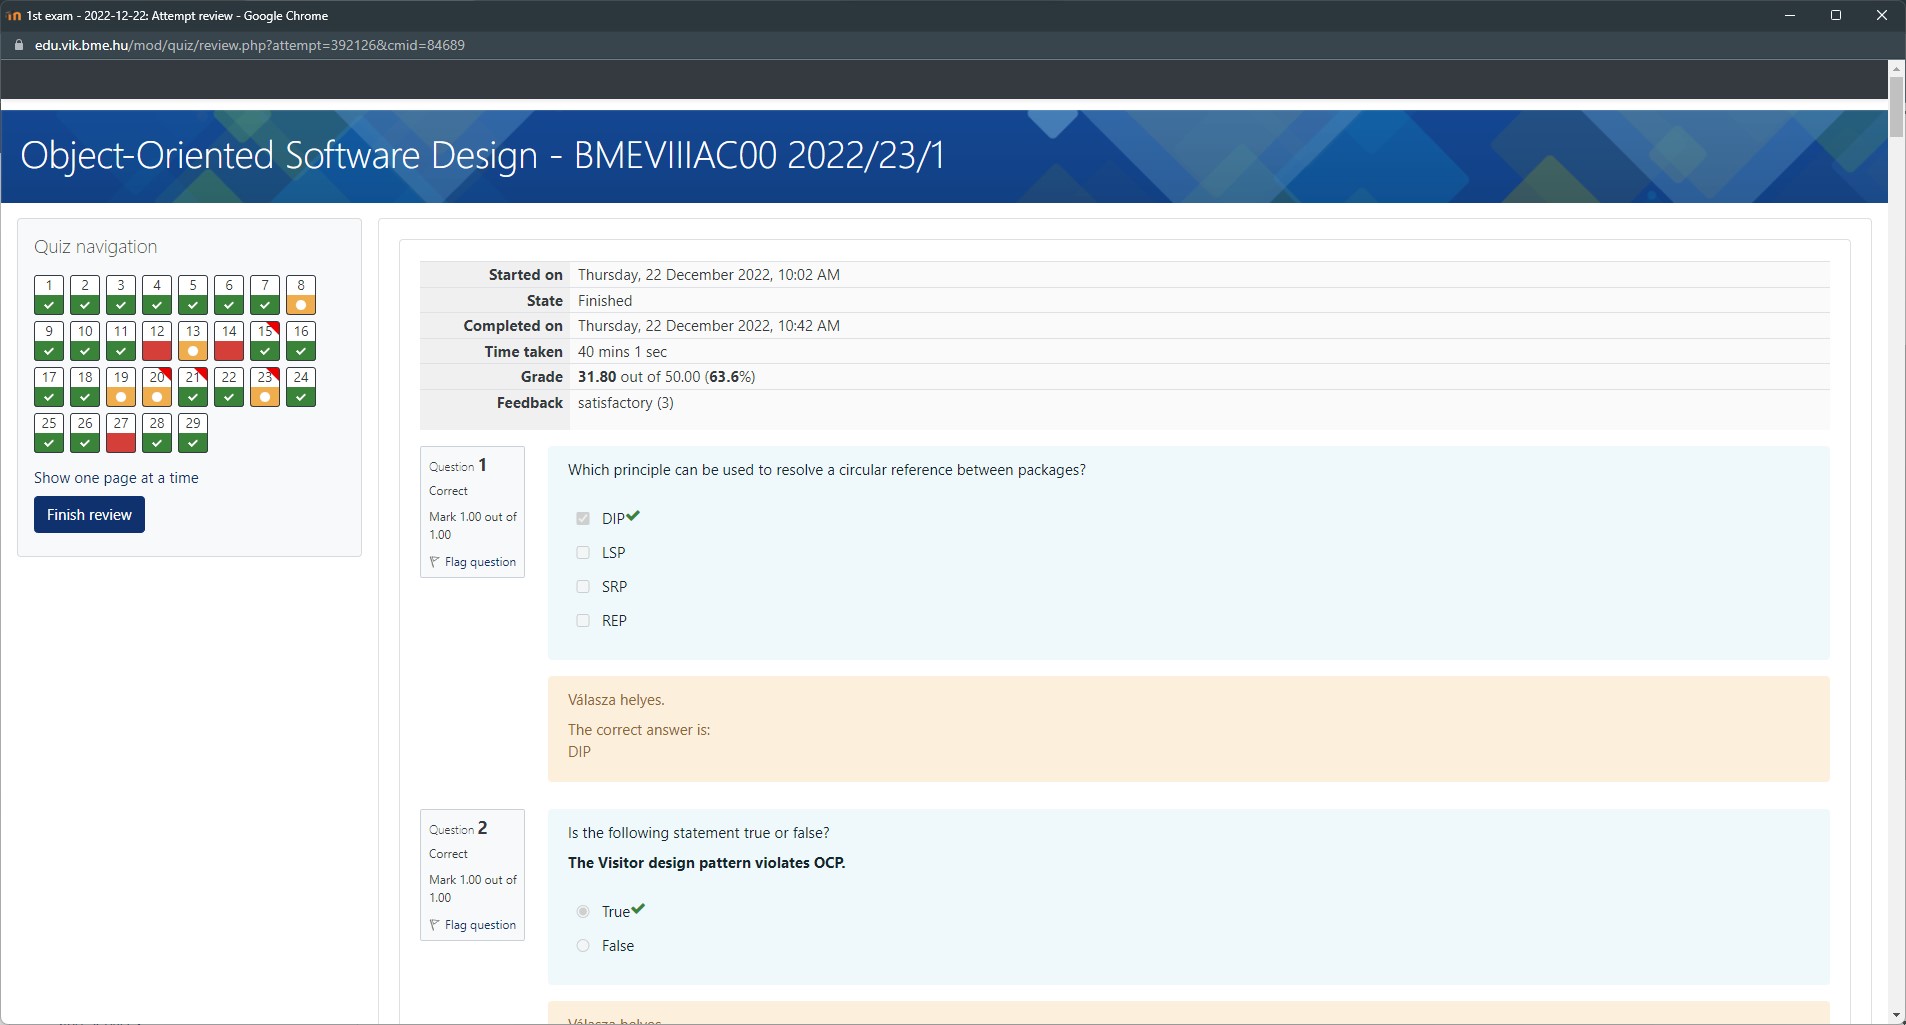 1st exam - 2022-12-22: Attempt review - Google Chrome
edu.vik.bme.hu/mod/quiz/review.php?attempt=392126&cmid=84689
Object-Oriented Software Design - BMEVIIIAC00 2022/23/1
Quiz navigation
1 2 3 4 5 6 7 8
9 10 11 12 13 14 15 16
17 18 19 20 21 22 23 24
25 26 27 28 29
Show one page at a time
Finish review
Started on Thursday, 22 December 2022, 10:02 AM
State Finished
Completed on Thursday, 22 December 2022, 10:42 AM
Time taken 40 mins 1 sec
Grade 31.80 out of 50.00 (63.6%)
Feedback satisfactory (3)
Question 1
Correct
Mark 1.00 out of
1.00
Flag question
Which principle can be used to resolve a circular reference between packages?
DIP
LSP
SRP
REP
Válasza helyes.
The correct answer is:
DIP
Question 2
Correct
Mark 1.00 out of
1.00
Flag question
Is the following statement true or false?
The Visitor design pattern violates OCP.
True
False
Válasza helyes.